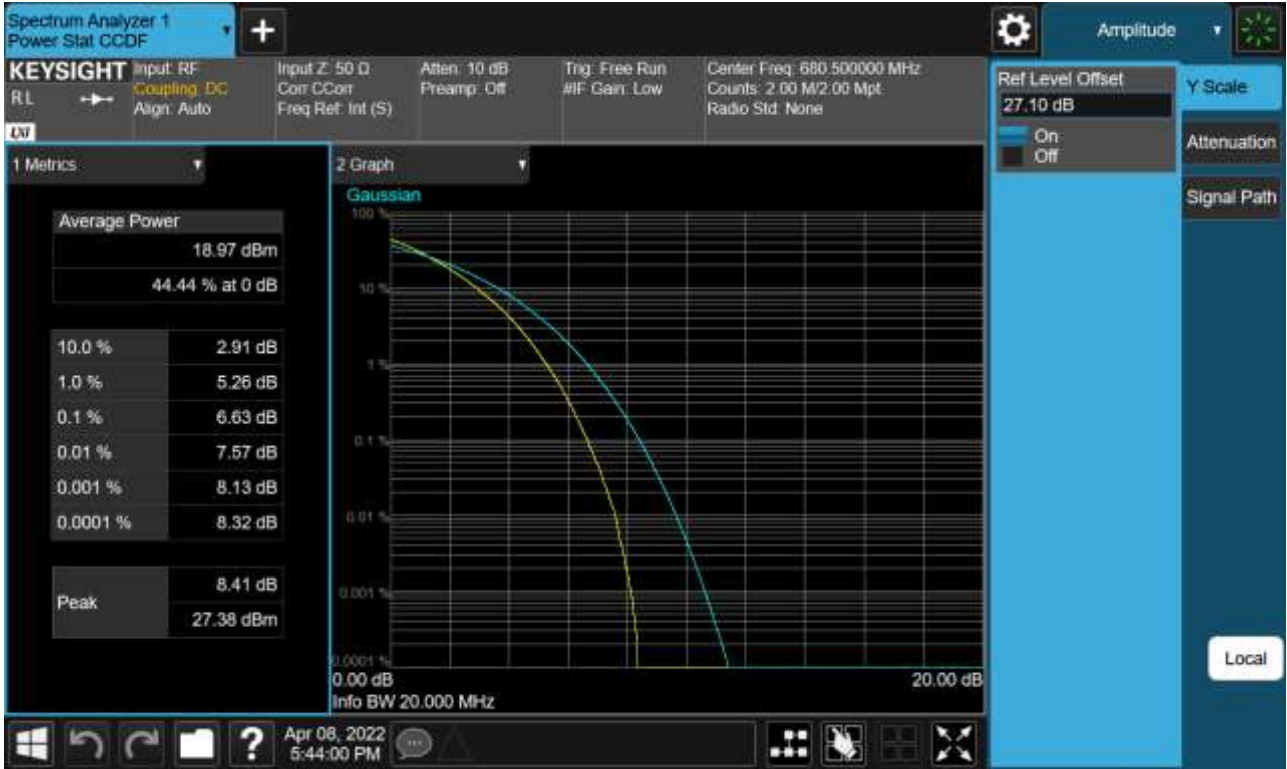 Spectrum Analyzer 1
Power Stat CCDF
+
Amplitude
KEYSIGHT
RL
LXI
Input: RF
Coupling: DC
Align: Auto
Input Z: 50 Ω
Corr CCorr
Freq Ref: Int (S)
Atten: 10 dB
Preamp: Off
Trig: Free Run
#IF Gain: Low
Center Freq: 680.500000 MHz
Counts: 2.00 M/2.00 Mpt
Radio Std: None
Ref Level Offset
27.10 dB
On
Off
Y Scale
Attenuation
Signal Path
1 Metrics
Average Power
18.97 dBm
44.44 % at 0 dB
10.0 % 2.91 dB
1.0 % 5.26 dB
0.1 % 6.63 dB
0.01 % 7.57 dB
0.001 % 8.13 dB
0.0001 % 8.32 dB
Peak
8.41 dB
27.38 dBm
2 Graph
Gaussian
100 %
10 %
1 %
0.1 %
0.01 %
0.001 %
0.0001 %
0.00 dB 20.00 dB
Info BW 20.000 MHz
Local
?
Apr 08, 2022
5:44:00 PM